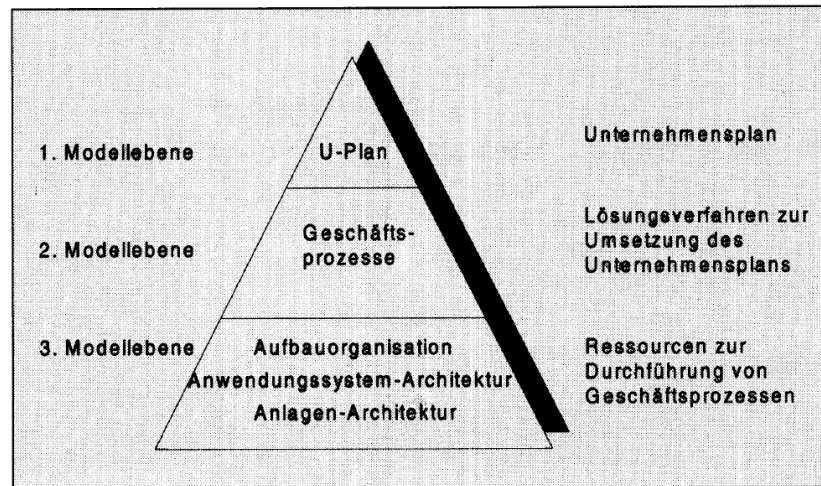 1. Modellebene
U-Plan
Unternehmensplan
2. Modellebene
Geschäfts-
prozesse
Lösungsverfahren zur
Umsetzung des
Unternehmensplans
3. Modellebene
Aufbauorganisation
Anwendungssystem-Architektur
Anlagen-Architektur
Ressourcen zur
Durchführung von
Geschäftsprozessen